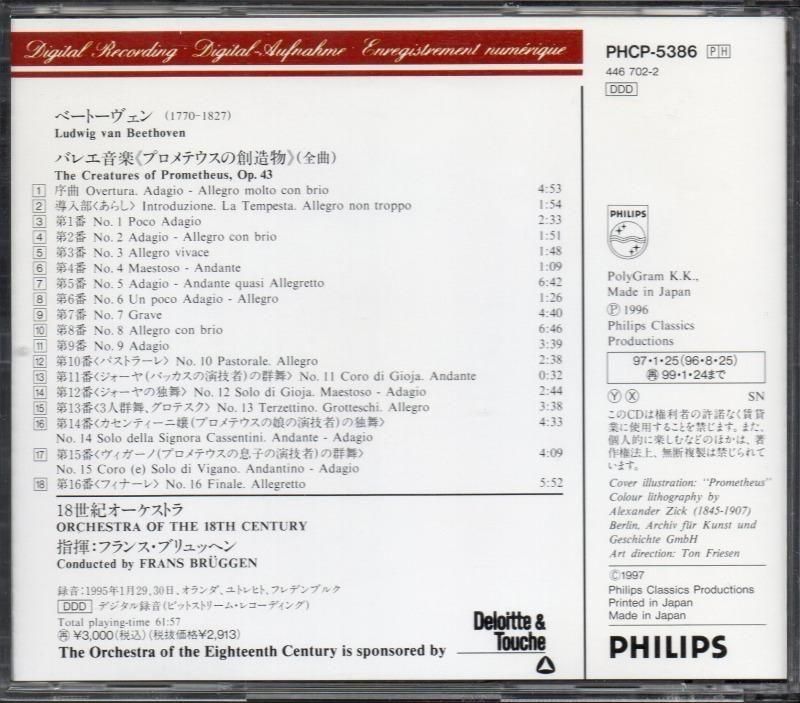 Digital Recording · Digital-Aufnahme · Enregistrement numérique
ベートーヴェン (1770-1827)
Ludwig van Beethoven
バレエ音楽《プロメテウスの創造物》(全曲)
The Creatures of Prometheus, Op. 43
1 序曲 Overtura. Adagio - Allegro molto con brio 4:53
2 導入部〈あらし〉 Introduzione. La Tempesta. Allegro non troppo 1:54
3 第1番 No. 1 Poco Adagio 2:33
4 第2番 No. 2 Adagio - Allegro con brio 1:51
5 第3番 No. 3 Allegro vivace 1:48
6 第4番 No. 4 Maestoso - Andante 1:09
7 第5番 No. 5 Adagio - Andante quasi Allegretto 6:42
8 第6番 No. 6 Un poco Adagio - Allegro 1:26
9 第7番 No. 7 Grave 4:40
10 第8番 No. 8 Allegro con brio 6:46
11 第9番 No. 9 Adagio 3:39
12 第10番〈パストラーレ〉 No. 10 Pastorale. Allegro 2:38
13 第11番〈ジョーヤ(バッカスの演技者)の群舞〉 No. 11 Coro di Gioja. Andante 0:32
14 第12番〈ジョーヤの独舞〉 No. 12 Solo di Gioja. Maestoso - Adagio 2:44
15 第13番〈3人群舞、グロテスク〉 No. 13 Terzettino. Grotteschi. Allegro 3:38
16 第14番〈カセンティーニ嬢(プロメテウスの娘の演技者)の独舞〉 4:33
No. 14 Solo della Signora Cassentini. Andante - Adagio
17 第15番〈ヴィガーノ(プロメテウスの息子の演技者)の群舞〉 4:09
No. 15 Coro (e) Solo di Vigano. Andantino - Adagio
18 第16番〈フィナーレ〉 No. 16 Finale. Allegretto 5:52
18世紀オーケストラ
ORCHESTRA OF THE 18TH CENTURY
指揮:フランス・ブリュッヘン
Conducted by FRANS BRÜGGEN
録音:1995年1月29,30日、オランダ、ユトレヒト、フレデンブルク
DDD デジタル録音(ビットストリーム・レコーディング)
Total playing-time 61:57
㊢ ¥3,000(税込)(税抜価格¥2,913)
The Orchestra of the Eighteenth Century is sponsored by
Deloitte &
Touche
PHCP-5386 PH
446 702-2
DDD
PHILIPS
PolyGram K.K.,
Made in Japan
Ⓟ 1996
Philips Classics
Productions
97・1・25(96・8・25)
㊢ 99・1・24まで
Ⓨ Ⓧ SN
このCDは権利者の許諾なく賃貸
業に使用することを禁じます。また、
個人的に楽しむなどのほかは、著
作権法上、無断複製は禁じられて
います。
Cover illustration: "Prometheus"
Colour lithography by
Alexander Zick (1845-1907)
Berlin, Archiv für Kunst und
Geschichte GmbH
Art direction: Ton Friesen
©1997
Philips Classics Productions
Printed in Japan
Made in Japan
PHILIPS